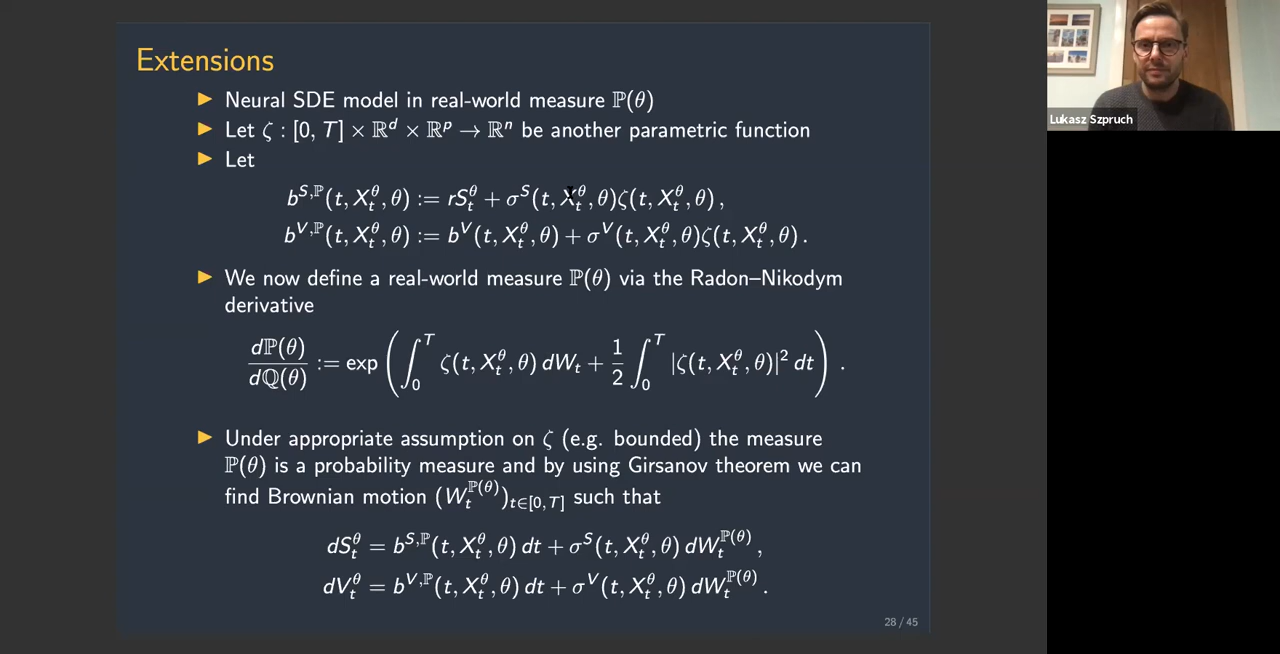 Extensions
▶ Neural SDE model in real-world measure ℙ(θ)
▶ Let ζ : [0, T] × ℝ^d × ℝ^p → ℝ^n be another parametric function
▶ Let
b^{S,ℙ}(t, X_t^θ, θ) := rS_t^θ + σ^S(t, X_t^θ, θ)ζ(t, X_t^θ, θ) ,
b^{V,ℙ}(t, X_t^θ, θ) := b^V(t, X_t^θ, θ) + σ^V(t, X_t^θ, θ)ζ(t, X_t^θ, θ) .
▶ We now define a real-world measure ℙ(θ) via the Radon–Nikodym
derivative
dℙ(θ)/dℚ(θ) := exp ( ∫_0^T ζ(t, X_t^θ, θ) dW_t + 1/2 ∫_0^T |ζ(t, X_t^θ, θ)|^2 dt ) .
▶ Under appropriate assumption on ζ (e.g. bounded) the measure
ℙ(θ) is a probability measure and by using Girsanov theorem we can
find Brownian motion (W_t^{ℙ(θ)})_{t∈[0,T]} such that
dS_t^θ = b^{S,ℙ}(t, X_t^θ, θ) dt + σ^S(t, X_t^θ, θ) dW_t^{ℙ(θ)} ,
dV_t^θ = b^{V,ℙ}(t, X_t^θ, θ) dt + σ^V(t, X_t^θ, θ) dW_t^{ℙ(θ)} .
28 / 45
Lukasz Szpruch